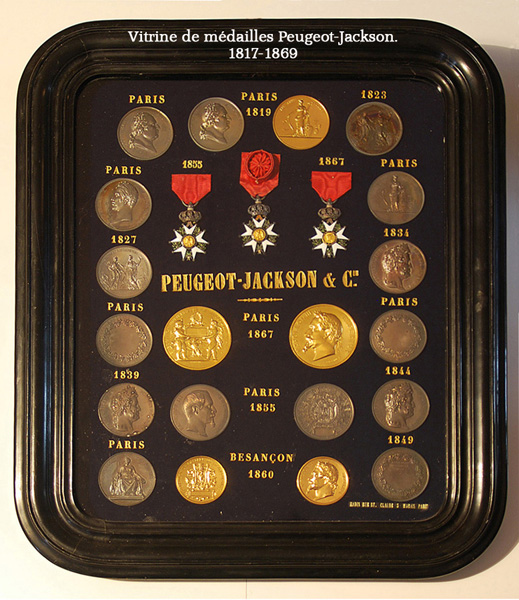 Vitrine de médailles Peugeot-Jackson.
1817-1869
PARIS
PARIS
1819
1823
1855
1867
PARIS
PARIS
1827
1834
PEUGEOT-JACKSON & Cie
PARIS
PARIS
1867
PARIS
1839
1844
PARIS
1855
PARIS
1849
BESANÇON
1860